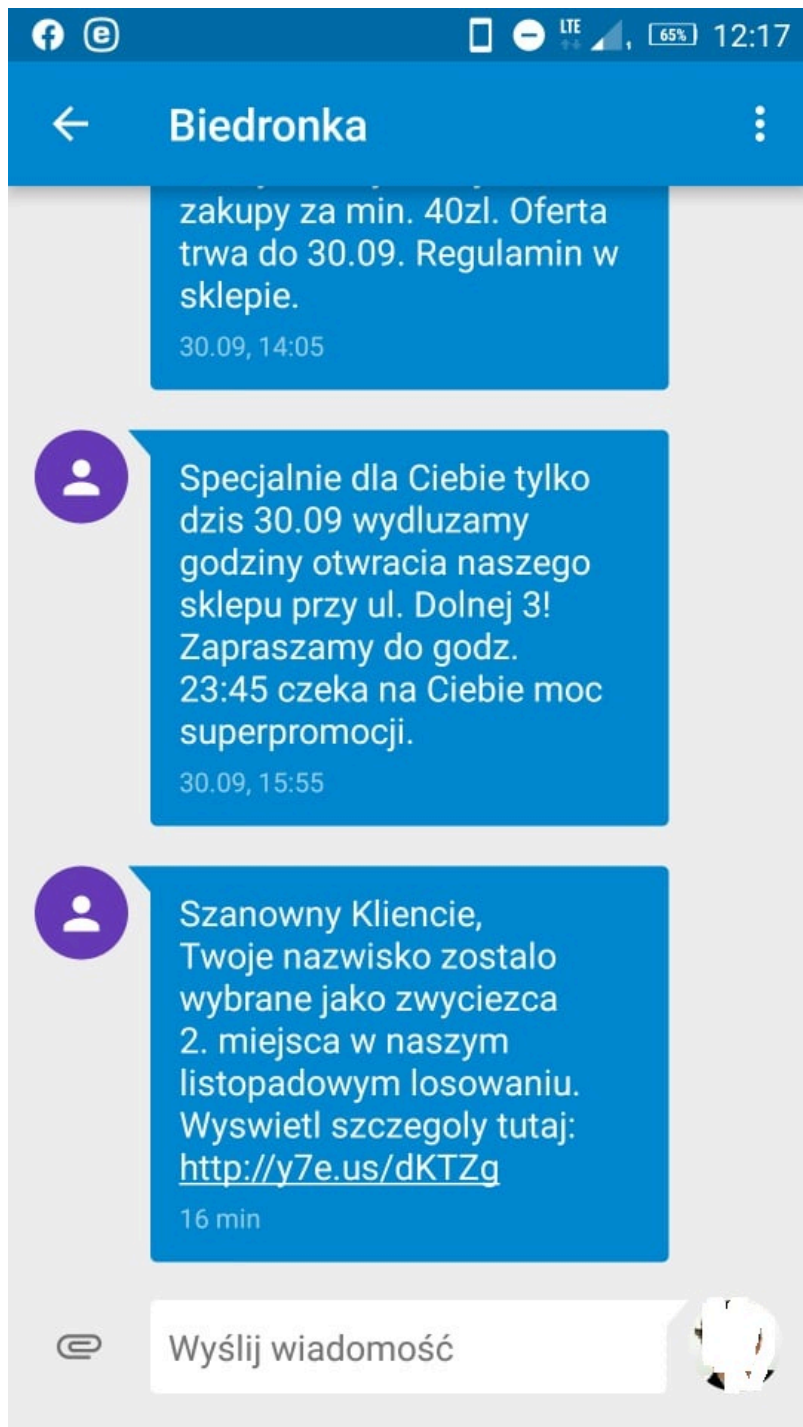 LTE
1
65%
12:17
Biedronka
zakupy za min. 40zl. Oferta
trwa do 30.09. Regulamin w
sklepie.
30.09, 14:05
Specjalnie dla Ciebie tylko
dzis 30.09 wydluzamy
godziny otwracia naszego
sklepu przy ul. Dolnej 3!
Zapraszamy do godz.
23:45 czeka na Ciebie moc
superpromocji.
30.09, 15:55
Szanowny Kliencie,
Twoje nazwisko zostalo
wybrane jako zwyciezca
2. miejsca w naszym
listopadowym losowaniu.
Wyswietl szczegoly tutaj:
http://y7e.us/dKTZg
16 min
Wyślij wiadomość